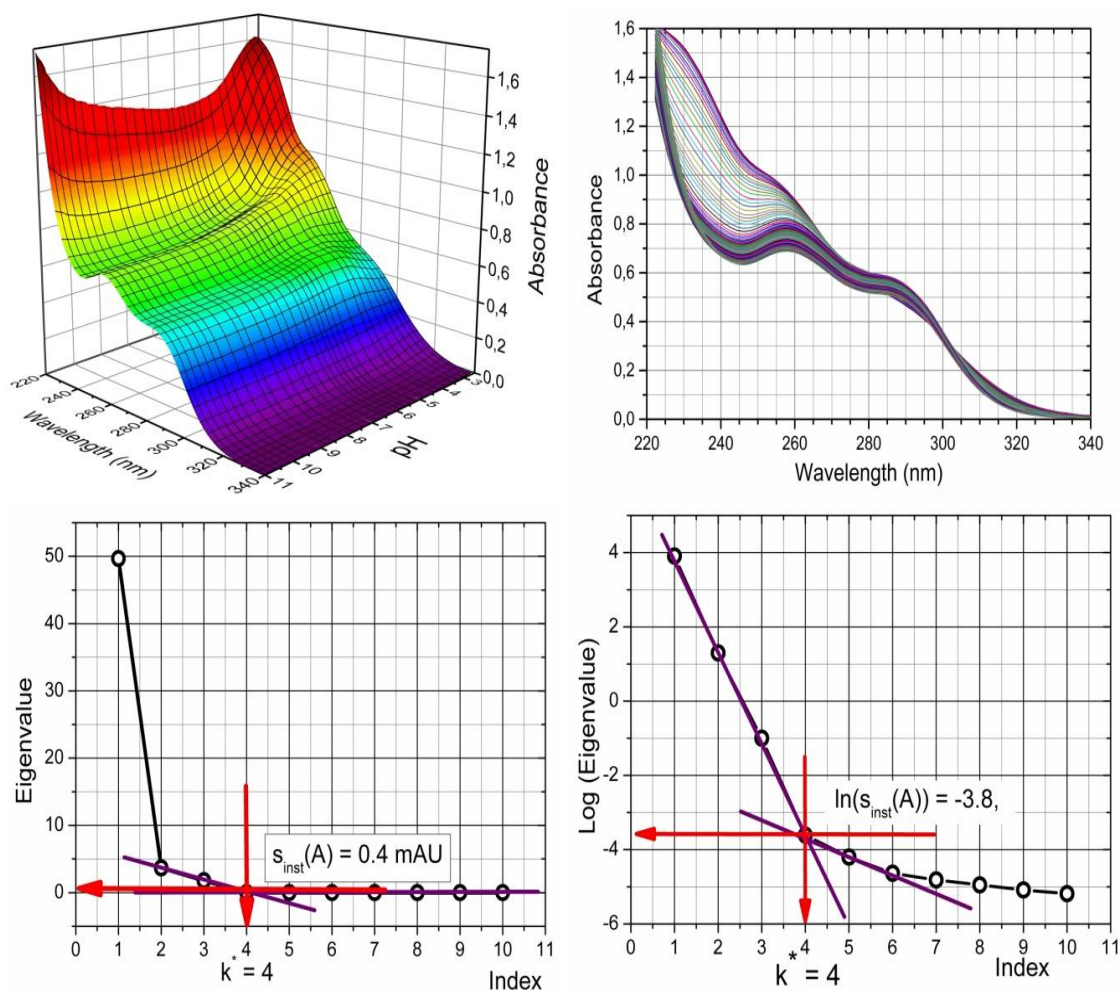 1,6
1,4
1,2
1,0
0,8
0,6
0,4
0,2
0,0
Absorbance
220
240
260
280
300
320
340
Wavelength (nm)
3
4
5
6
7
8
9
10
11
pH
1,6
1,4
1,2
1,0
0,8
0,6
0,4
0,2
0,0
Absorbance
220 240 260 280 300 320 340
Wavelength (nm)
50
40
30
20
10
0
Eigenvalue
s_inst(A) = 0.4 mAU
0 1 2 3 4 5 6 7 8 9 10 11
k* = 4
Index
4
2
0
-2
-4
-6
Log (Eigenvalue)
ln(s_inst(A)) = -3.8,
0 1 2 3 4 5 6 7 8 9 10 11
k* = 4
Index